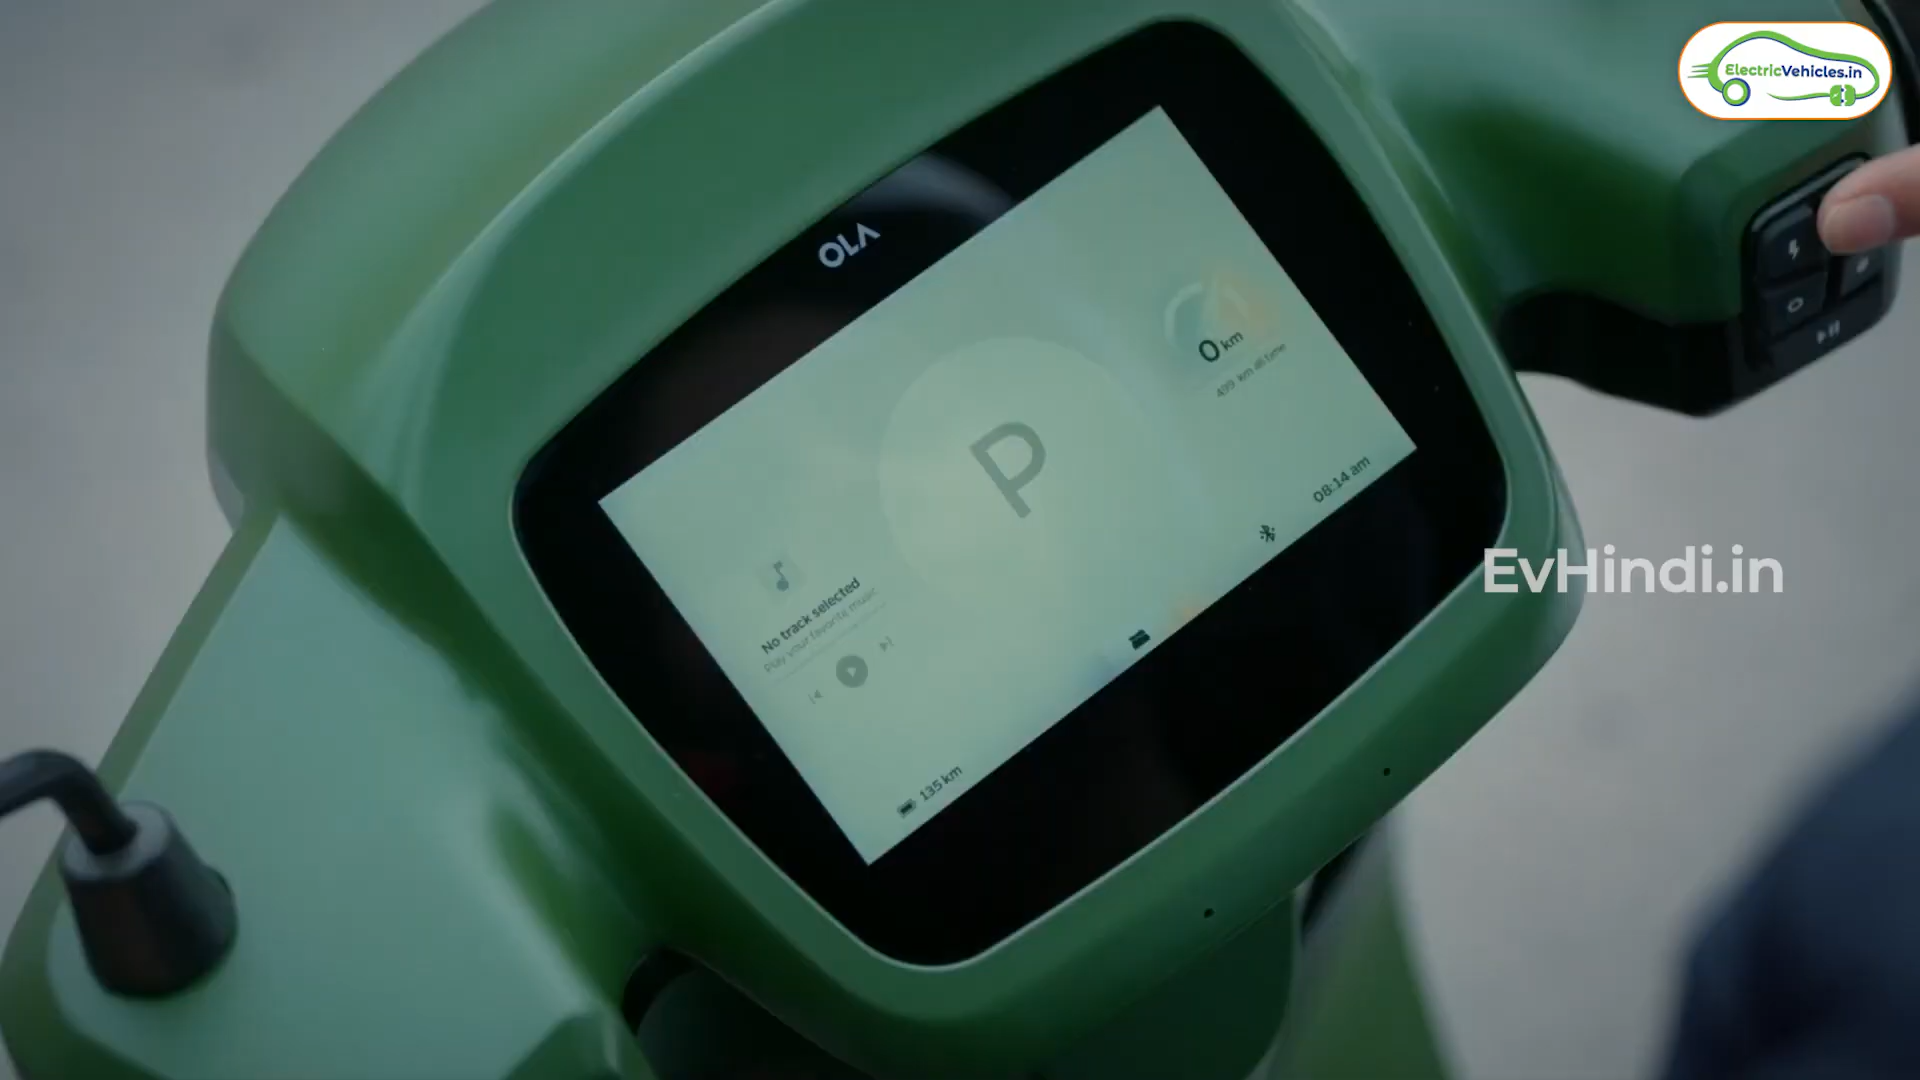 ElectricVehicles.in
OLA
P
0 km
499 km all time
08:14 am
EvHindi.in
No track selected
Play your favorite music
135 km